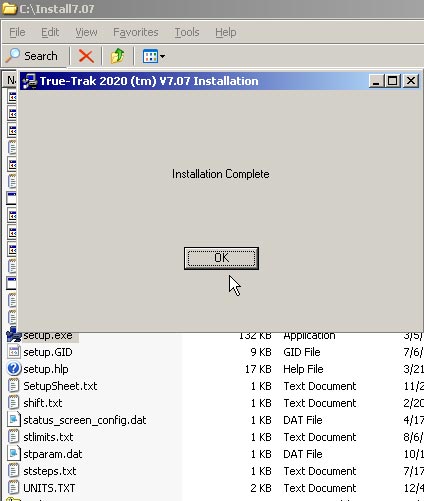 C:\Install7.07
File Edit View Favorites Tools Help
Search
True-Trak 2020 (tm) V7.07 Installation
Installation Complete
OK
setup.exe 132 KB Application 3/5/
setup.GID 9 KB GID File 7/6/
setup.hlp 17 KB Help File 3/21
SetupSheet.txt 1 KB Text Document 11/2
shift.txt 1 KB Text Document 2/20
status_screen_config.dat 1 KB DAT File 4/17
stlimits.txt 1 KB Text Document 8/6/
stparam.dat 1 KB DAT File 10/1
ststeps.txt 1 KB Text Document 7/17
UNITS.TXT 2 KB Text Document 12/4